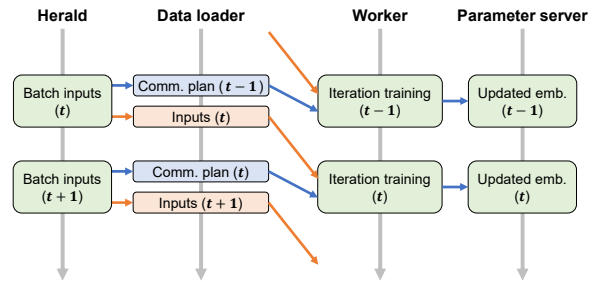 Herald
Data loader
Worker
Parameter server
Batch inputs
(t)
Comm. plan (t − 1)
Inputs (t)
Iteration training
(t − 1)
Updated emb.
(t − 1)
Batch inputs
(t + 1)
Comm. plan (t)
Inputs (t + 1)
Iteration training
(t)
Updated emb.
(t)